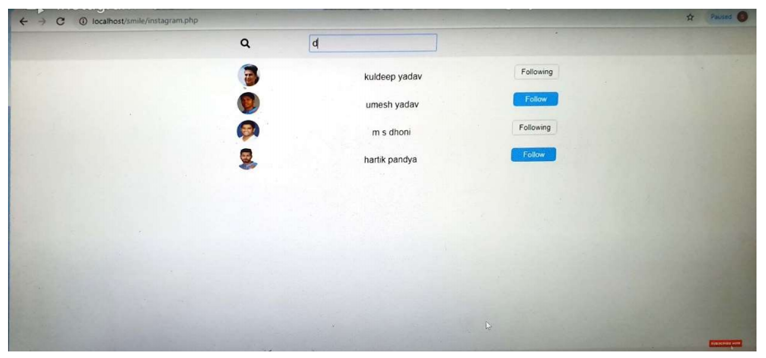 localhost/smile/instagram.php
Paused
d
kuldeep yadav
Following
umesh yadav
Follow
m s dhoni
Following
hartik pandya
Follow